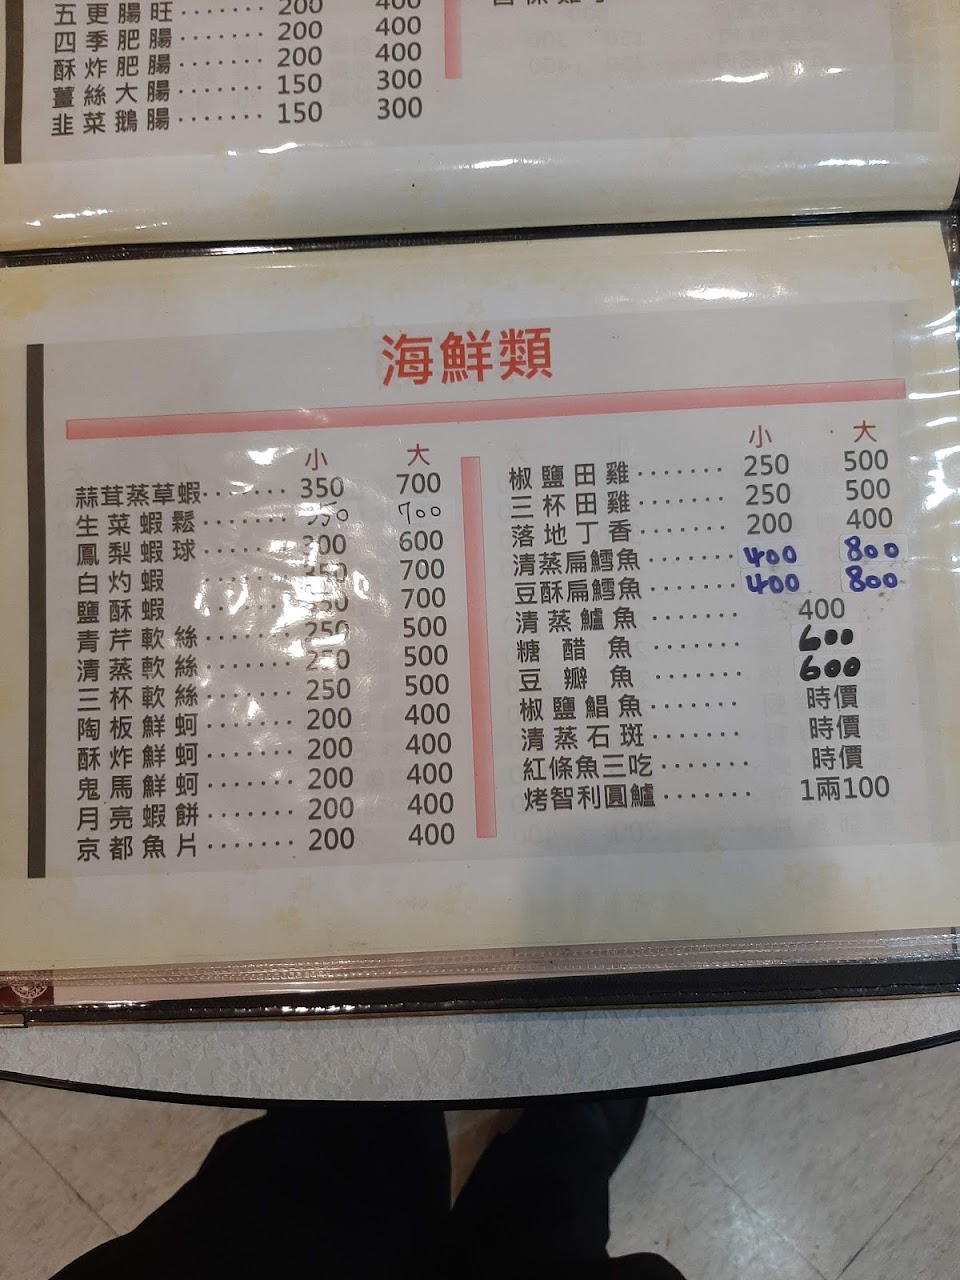 五更腸旺⋯⋯⋯ 200 400
四季肥腸⋯⋯⋯ 200 400
酥炸肥腸⋯⋯⋯ 200 400
薑絲大腸⋯⋯⋯ 150 300
韭菜鵝腸⋯⋯⋯ 150 300
海鮮類
小 大
蒜茸蒸草蝦⋯⋯⋯ 350 700
生菜蝦鬆⋯⋯⋯ 350 700
鳳梨蝦球⋯⋯⋯ 300 600
白灼蝦 350 700
鹽酥蝦 350 700
青芹軟絲⋯⋯⋯ 250 500
清蒸軟絲⋯⋯⋯ 250 500
三杯軟絲⋯⋯⋯ 250 500
陶板鮮蚵⋯⋯⋯ 200 400
酥炸鮮蚵⋯⋯⋯ 200 400
鬼馬鮮蚵⋯⋯⋯ 200 400
月亮蝦餅⋯⋯⋯ 200 400
京都魚片⋯⋯⋯ 200 400
小 大
椒鹽田雞⋯⋯⋯ 250 500
三杯田雞⋯⋯⋯ 250 500
落地丁香⋯⋯⋯ 200 400
清蒸扁鱈魚⋯⋯⋯ 400 800
豆酥扁鱈魚⋯⋯⋯ 400 800
清蒸鱸魚⋯⋯⋯ 400
糖醋魚⋯⋯⋯ 600
豆瓣魚⋯⋯⋯ 600
椒鹽鯧魚⋯⋯⋯ 時價
清蒸石斑⋯⋯⋯ 時價
紅條魚三吃⋯⋯⋯ 時價
烤智利圓鱸⋯⋯⋯ 1兩100